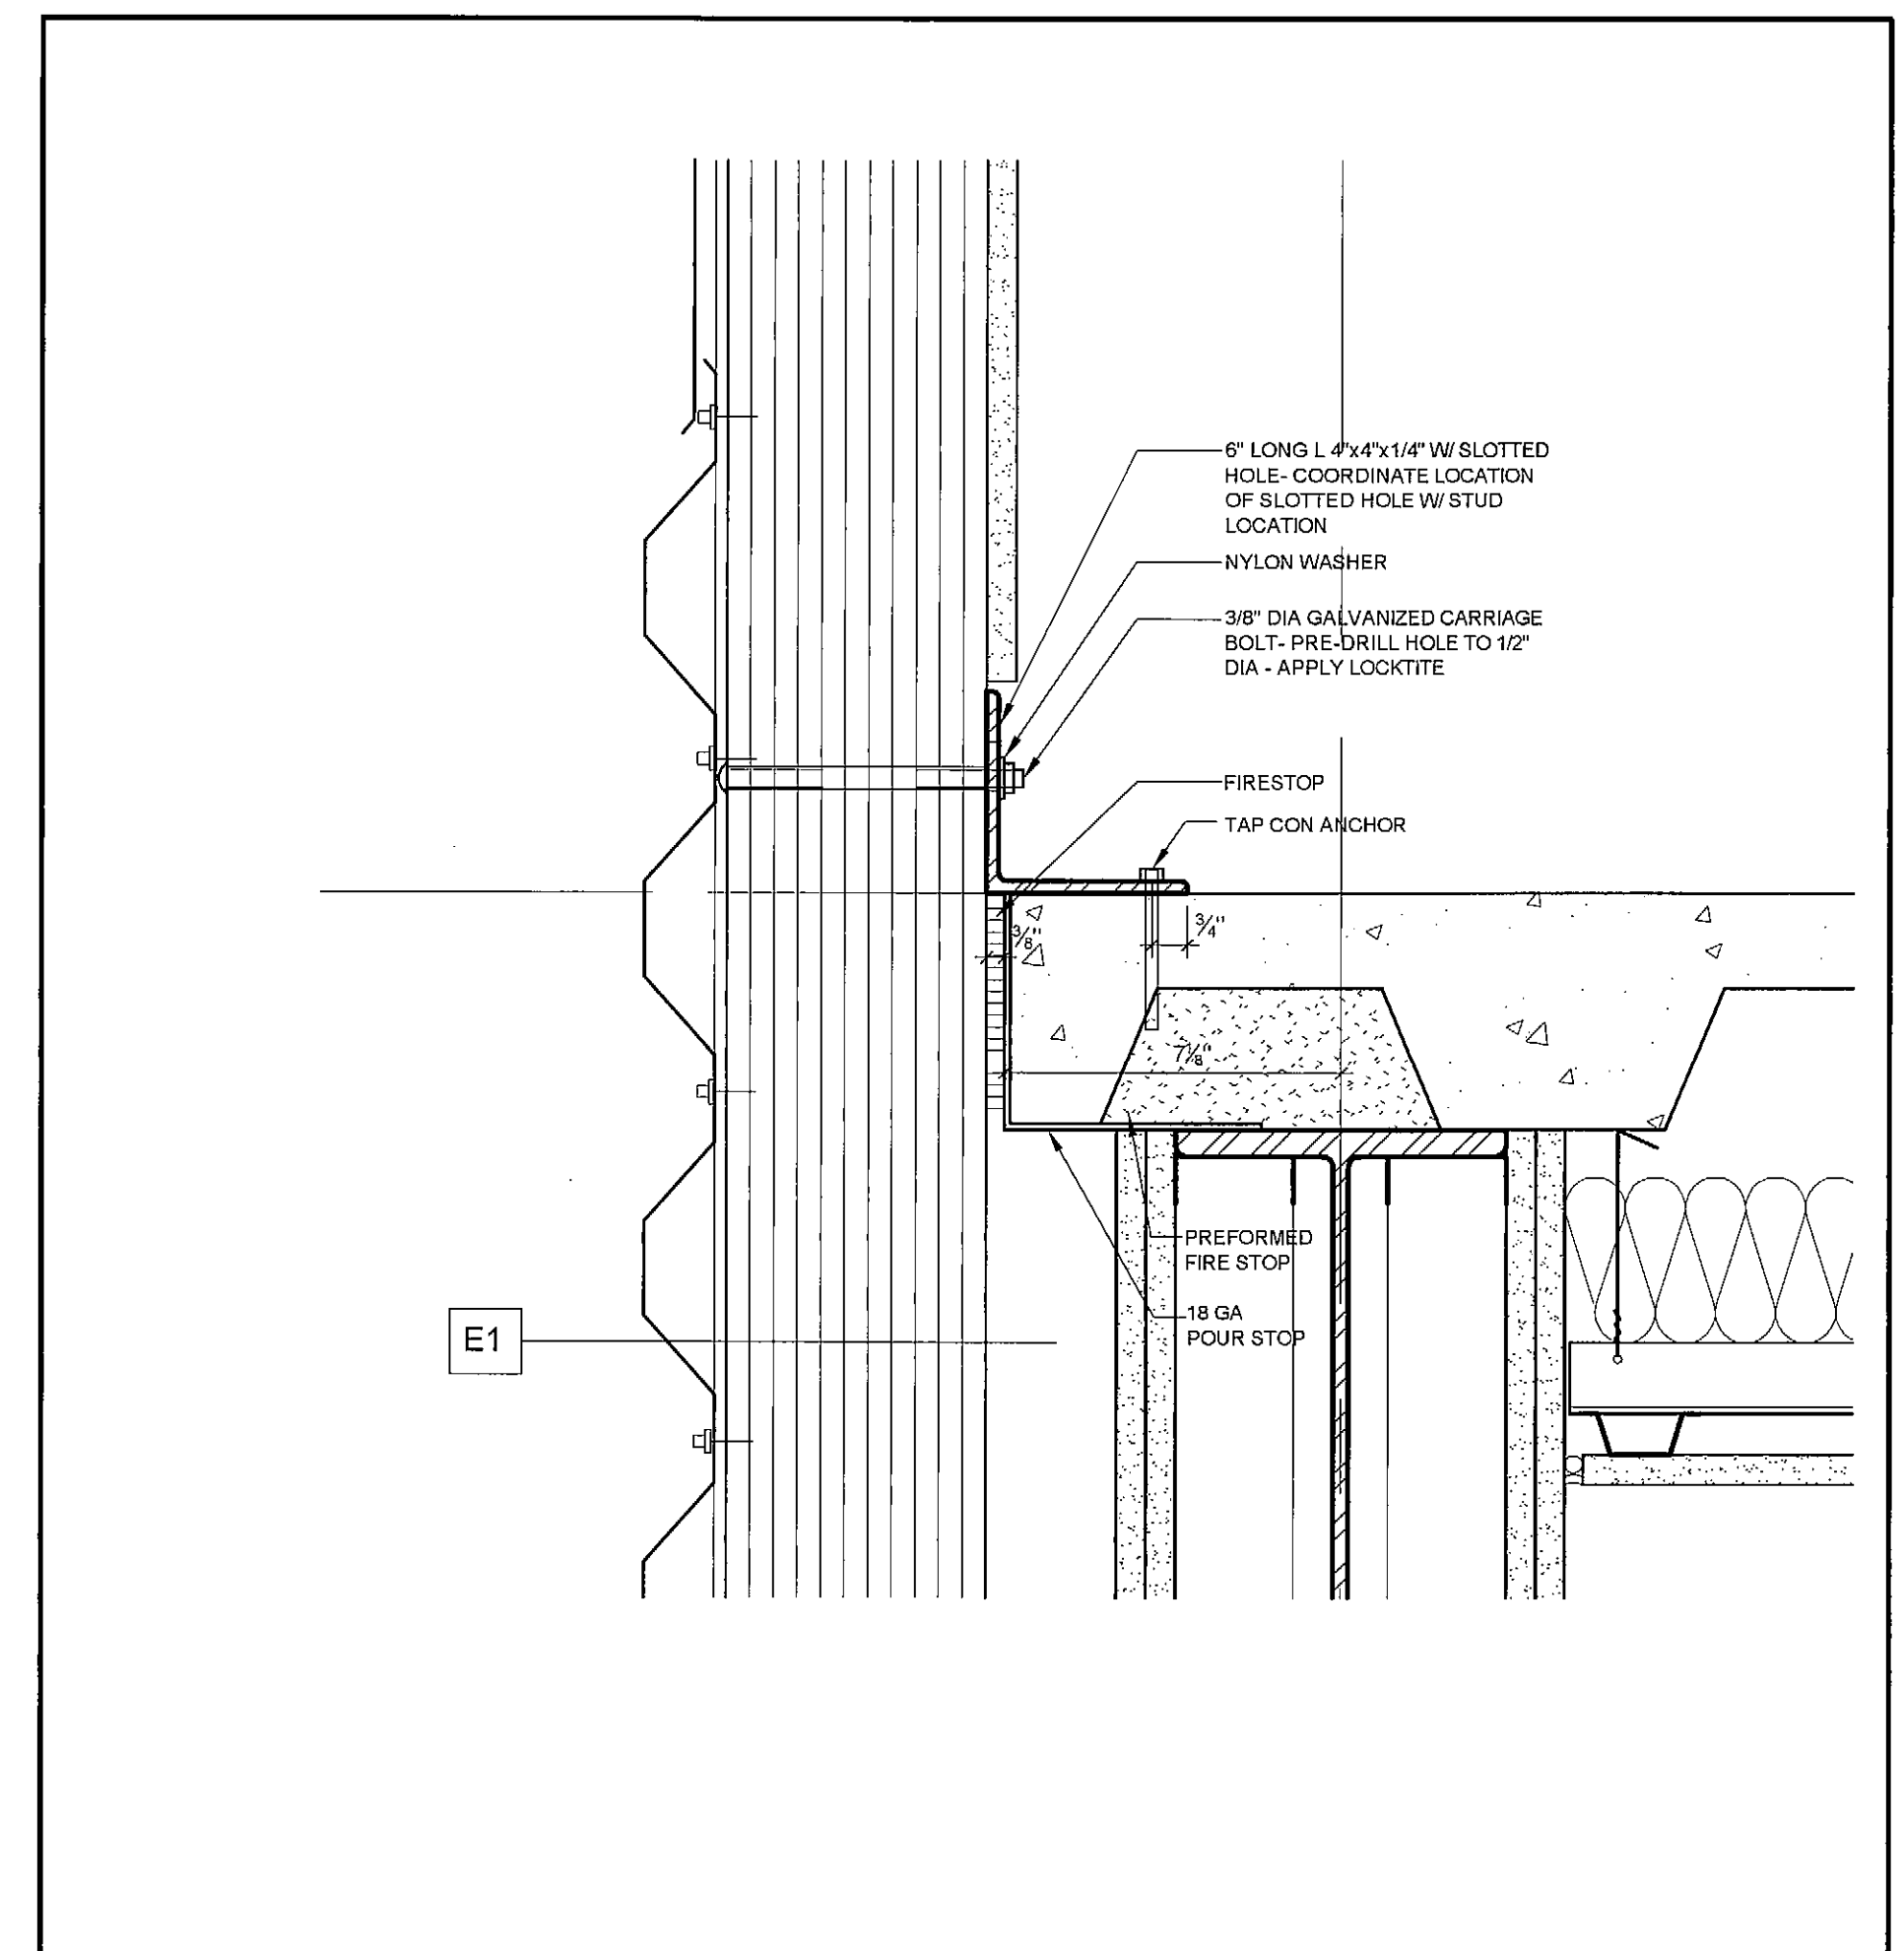 6" LONG L 4"x4"x1/4" W/ SLOTTED
HOLE- COORDINATE LOCATION
OF SLOTTED HOLE W/ STUD
LOCATION
NYLON WASHER
3/8" DIA GALVANIZED CARRIAGE
BOLT- PRE-DRILL HOLE TO 1/2"
DIA - APPLY LOCKTITE
FIRESTOP
TAP CON ANCHOR
3/8"
3/4"
7 1/8"
PREFORMED
FIRE STOP
18 GA
POUR STOP
E1